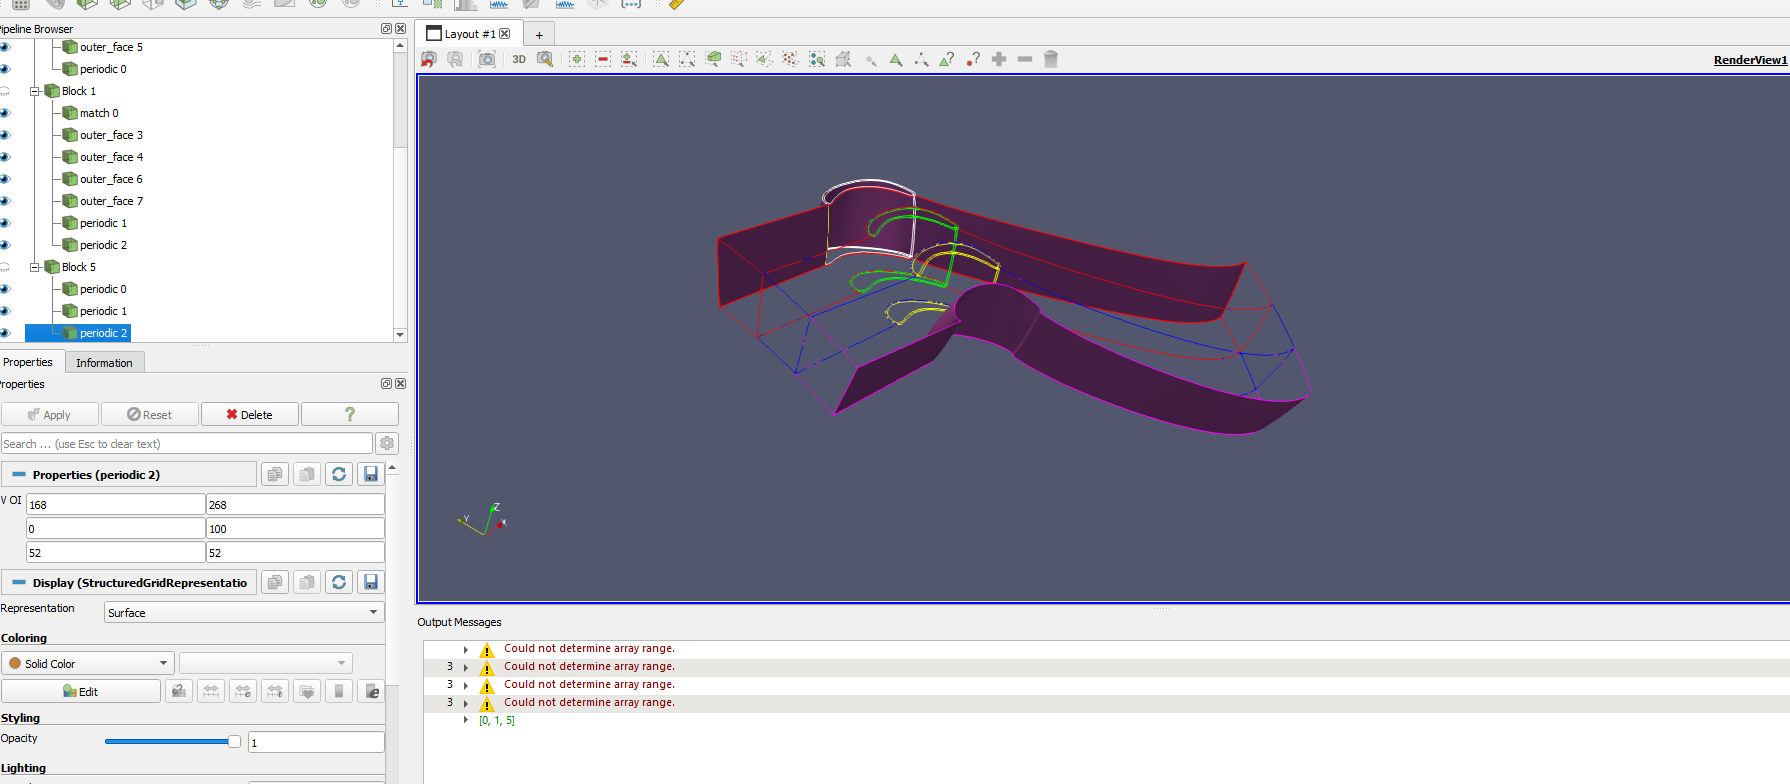 Pipeline Browser
outer_face 5
periodic 0
Block 1
match 0
outer_face 3
outer_face 4
outer_face 6
outer_face 7
periodic 1
periodic 2
Block 5
periodic 0
periodic 1
periodic 2
Properties
Information
Properties
Apply
Reset
Delete
?
Search ... (use Esc to clear text)
Properties (periodic 2)
V OI
168
268
0
100
52
52
Display (StructuredGridRepresentatio
Representation
Surface
Coloring
Solid Color
Edit
Styling
Opacity
1
Lighting
Layout #1
+
3D
RenderView1
Z
Y
X
Output Messages
Could not determine array range.
3 Could not determine array range.
3 Could not determine array range.
3 Could not determine array range.
[0, 1, 5]